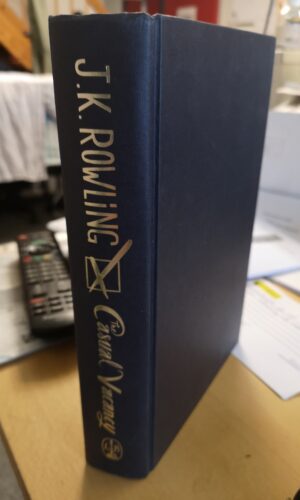 J.K. ROWLING
The
Casual Vacancy